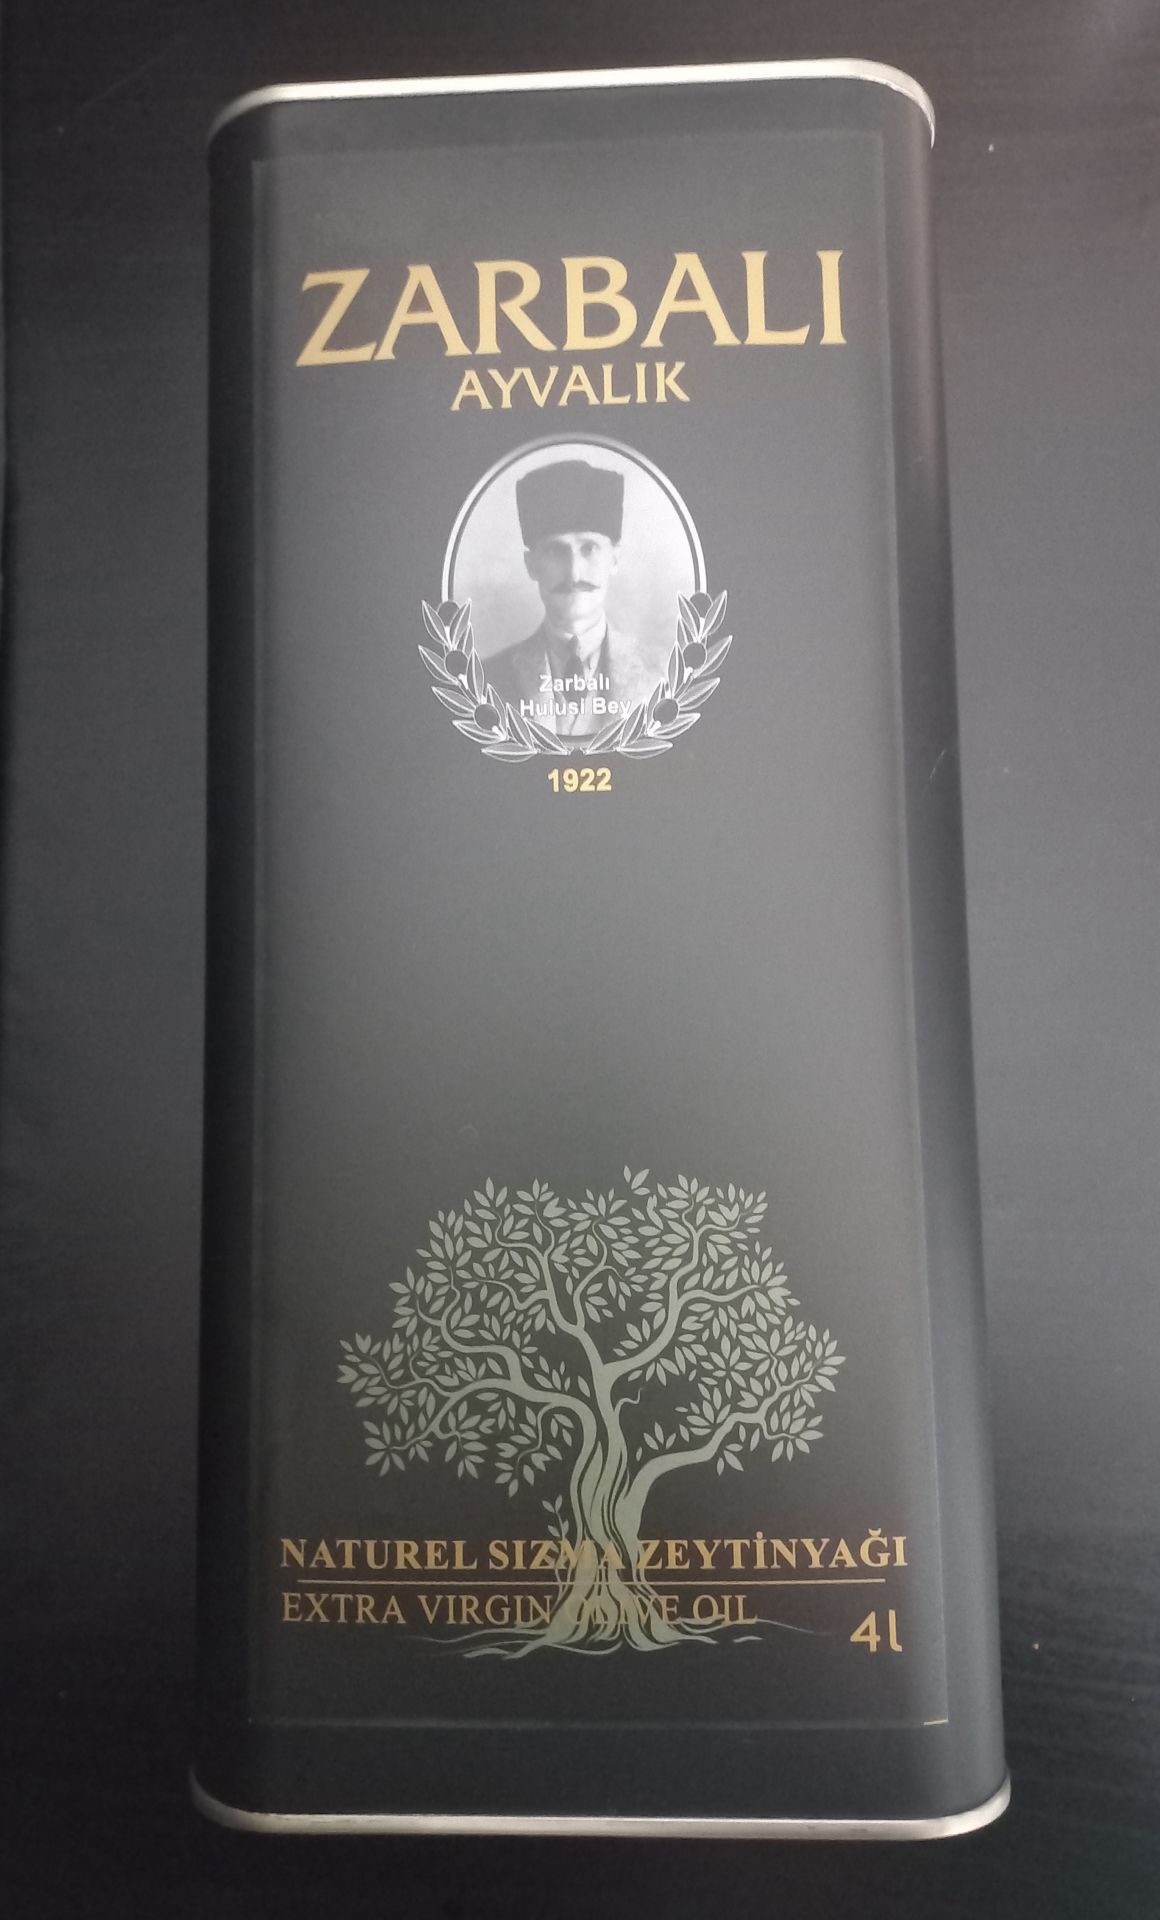 ZARBALI
AYVALIK
Zarbalı
Hulusi Bey
1922
NATUREL SIZMA ZEYTİNYAĞI
EXTRA VIRGIN OLIVE OIL
4l